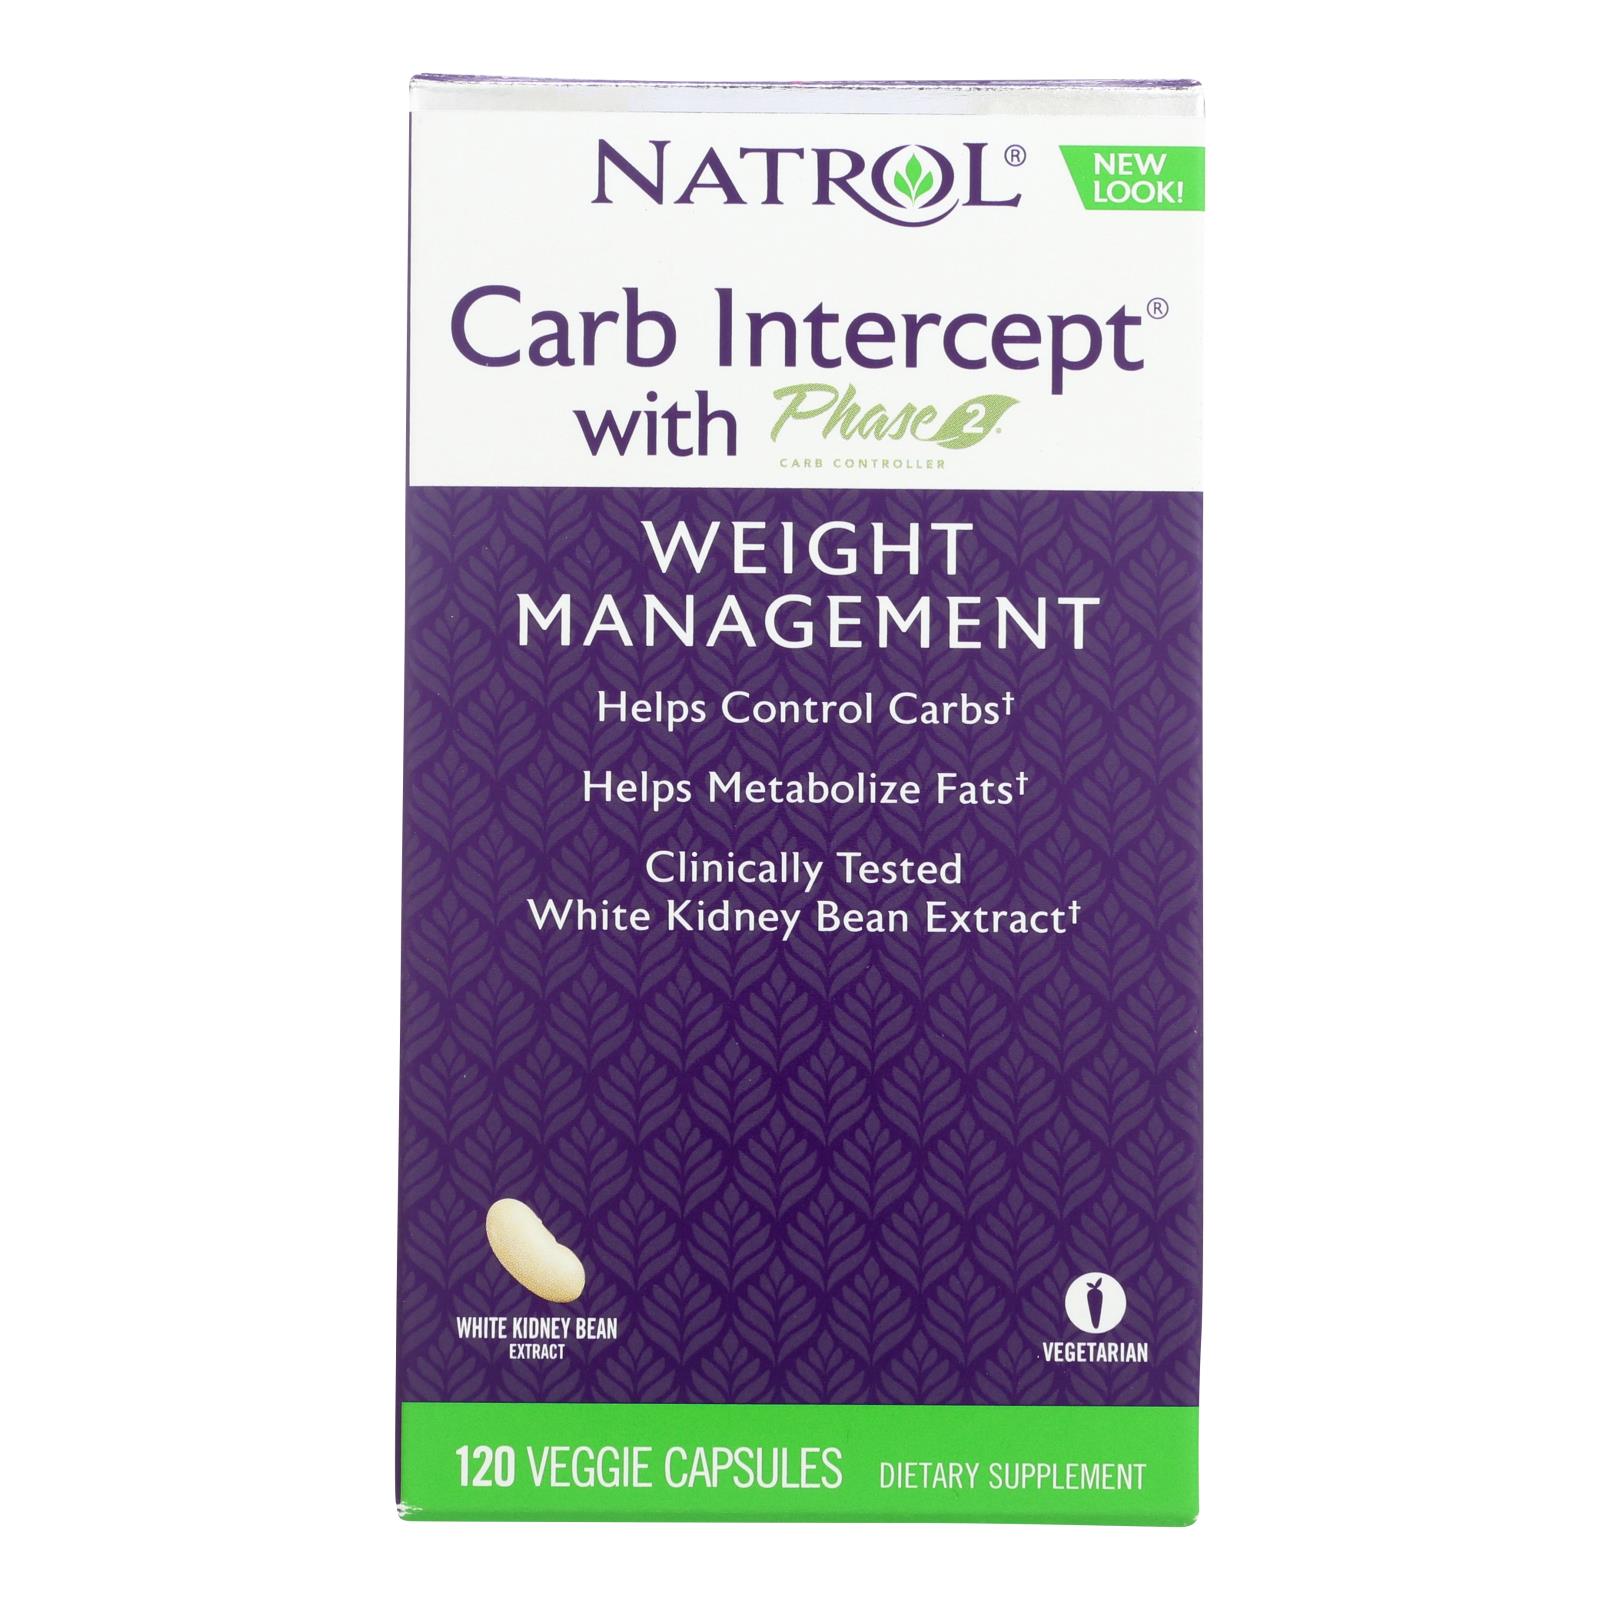 NATROL®
NEW
LOOK!
Carb Intercept®
with Phase 2®
CARB CONTROLLER
WEIGHT
MANAGEMENT
Helps Control Carbs†
Helps Metabolize Fats†
Clinically Tested
White Kidney Bean Extract†
WHITE KIDNEY BEAN
EXTRACT
VEGETARIAN
120 VEGGIE CAPSULES DIETARY SUPPLEMENT